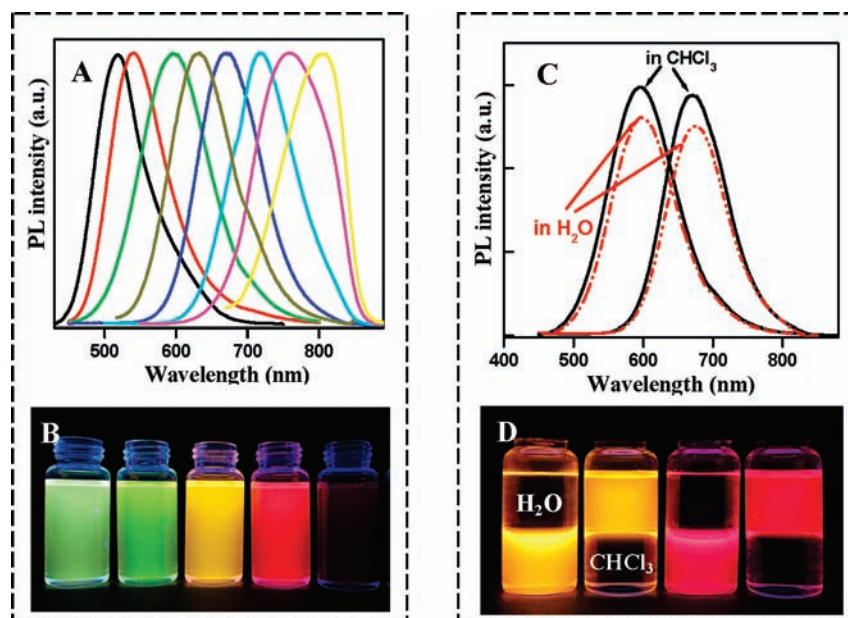 A
PL intensity (a.u.)
500 600 700 800
Wavelength (nm)
B
C
in CHCl₃
in H₂O
PL intensity (a.u.)
400 500 600 700 800
Wavelength (nm)
D
H₂O
CHCl₃